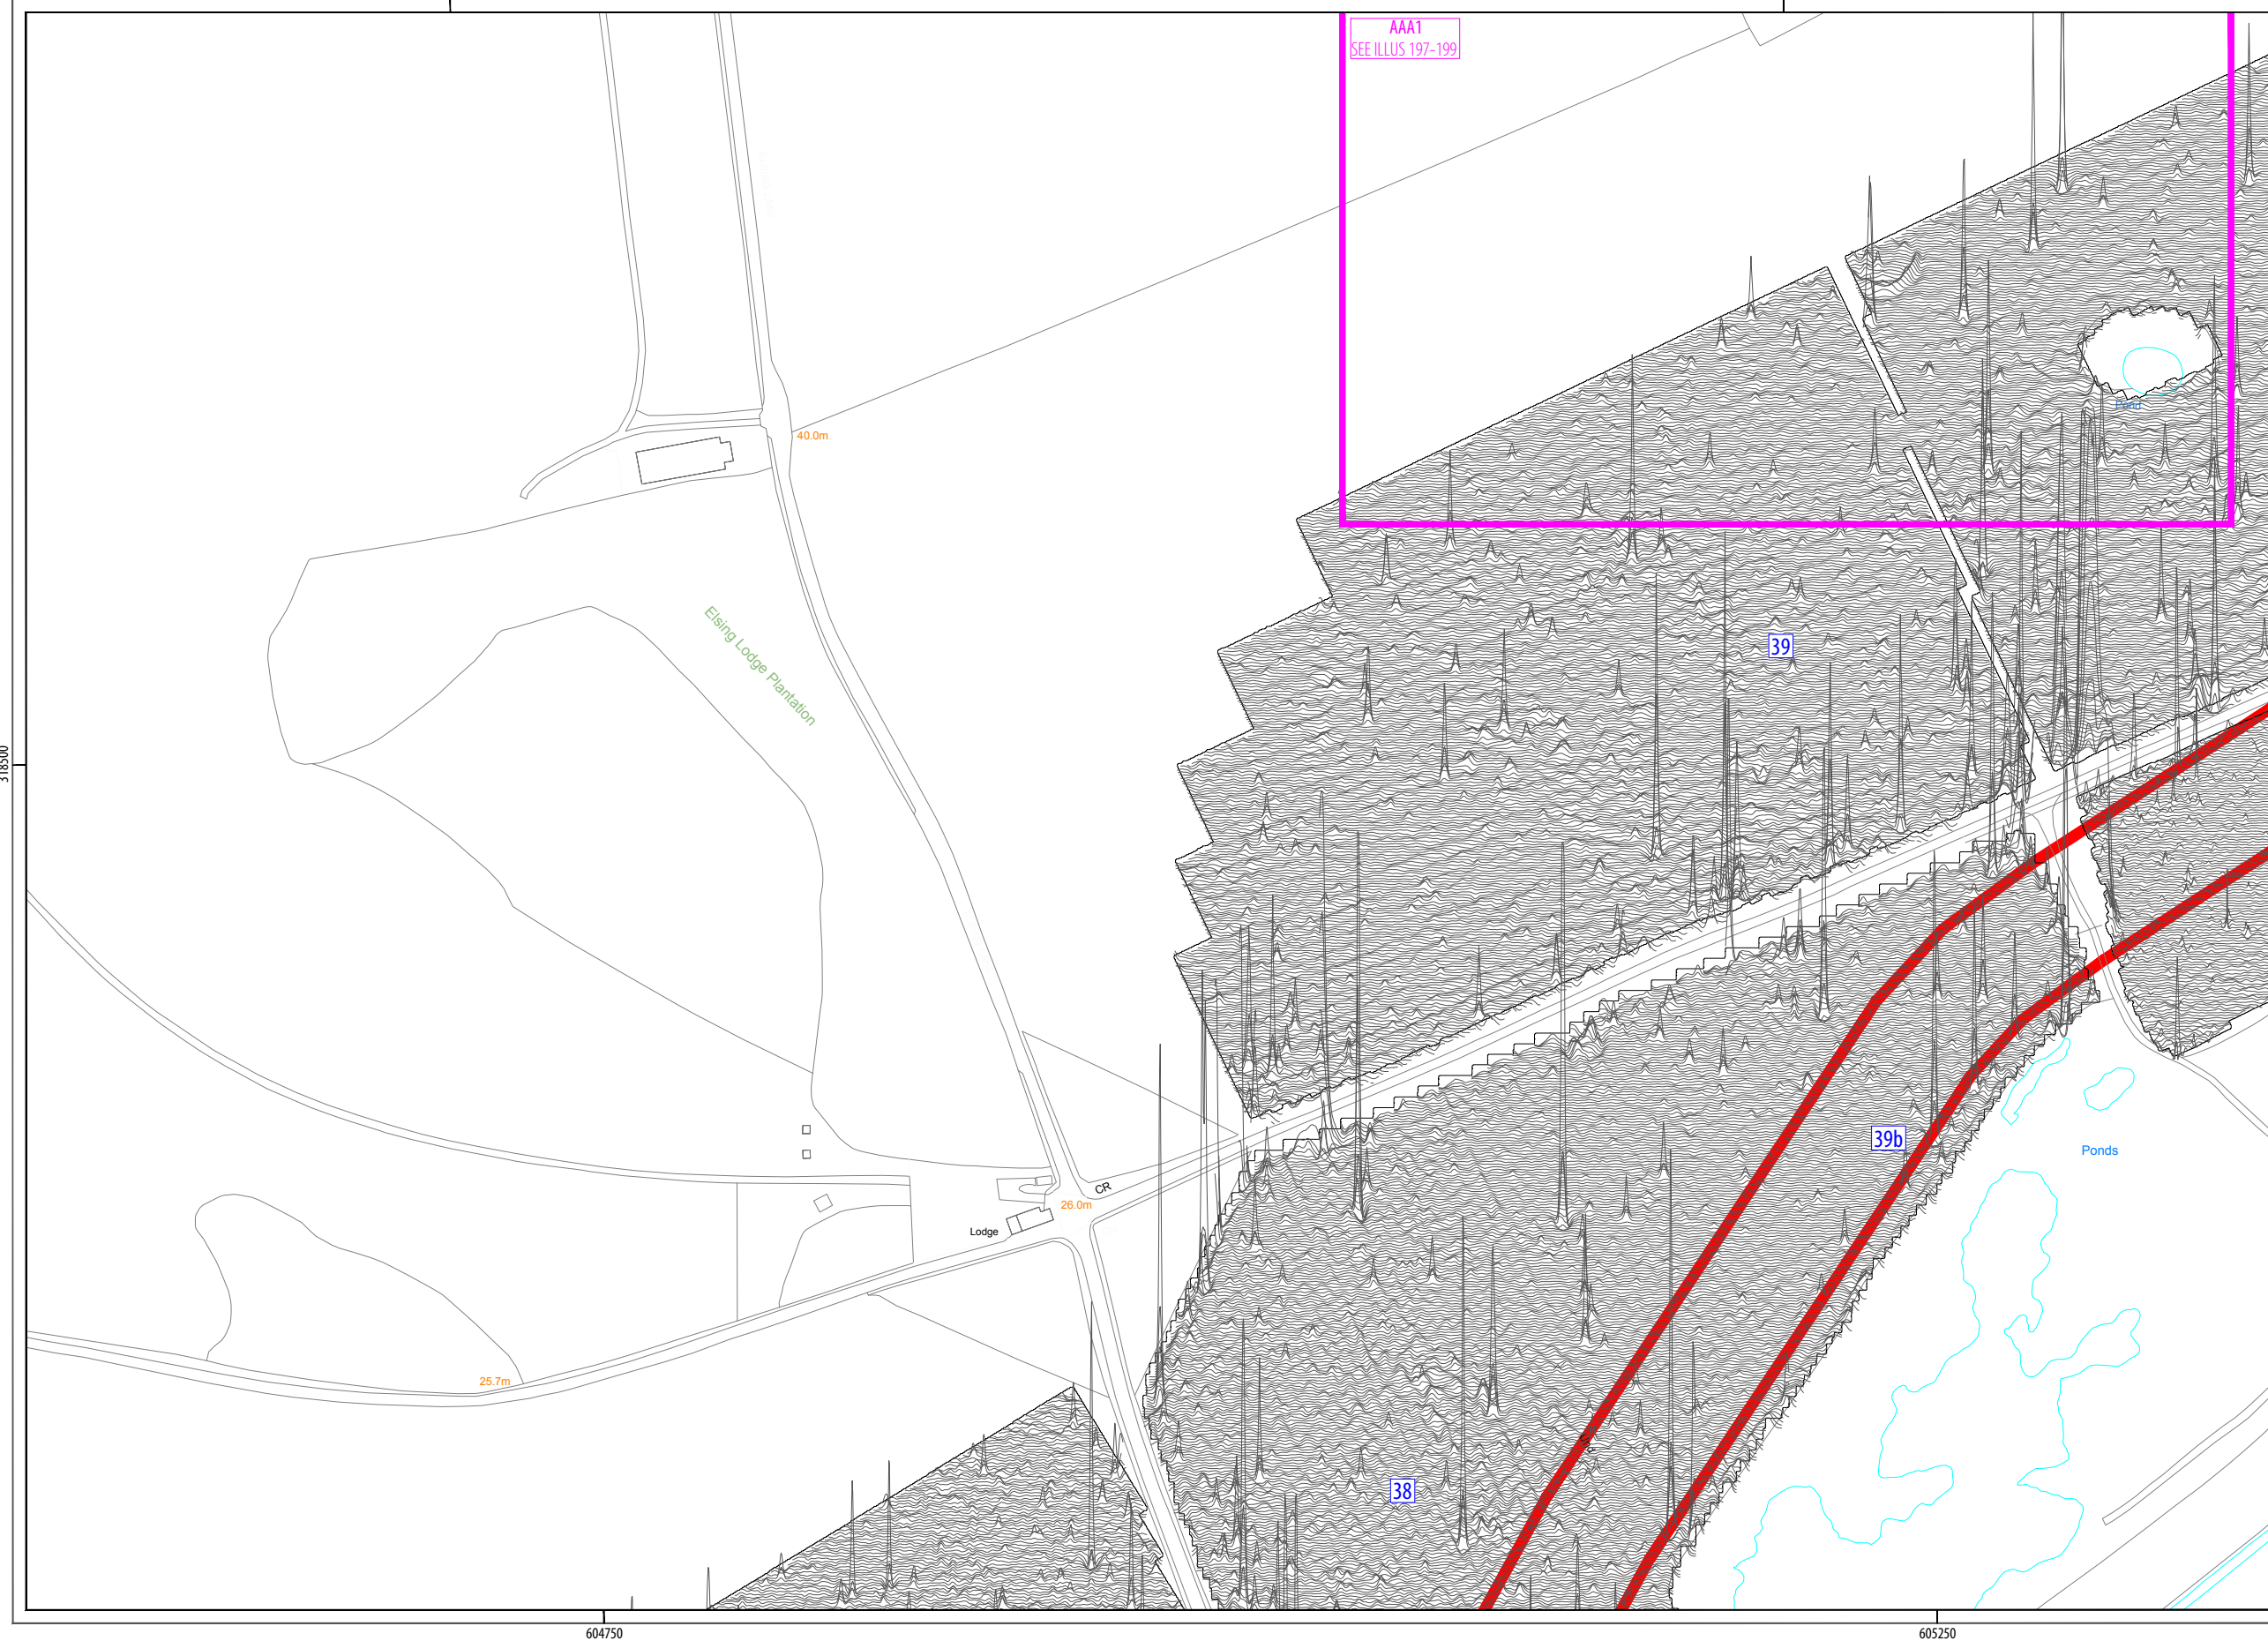 AAA1
SEE ILLUS 197-199
Pond
40.0m
Elsing Lodge Plantation
39
318500
39b
Ponds
CR
26.0m
Lodge
25.7m
38
604750
605250